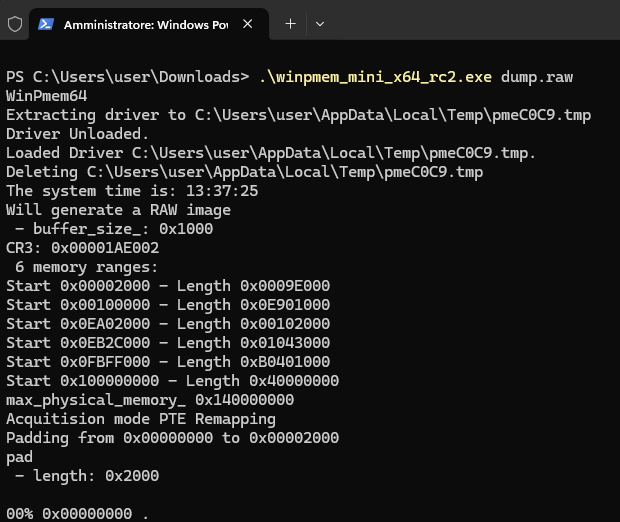 Amministratore: Windows Po
PS C:\Users\user\Downloads> .\winpmem_mini_x64_rc2.exe dump.raw
WinPmem64
Extracting driver to C:\Users\user\AppData\Local\Temp\pmeC0C9.tmp
Driver Unloaded.
Loaded Driver C:\Users\user\AppData\Local\Temp\pmeC0C9.tmp.
Deleting C:\Users\user\AppData\Local\Temp\pmeC0C9.tmp
The system time is: 13:37:25
Will generate a RAW image
 - buffer_size_: 0x1000
CR3: 0x00001AE002
 6 memory ranges:
Start 0x00002000 - Length 0x0009E000
Start 0x00100000 - Length 0x0E901000
Start 0x0EA02000 - Length 0x00102000
Start 0x0EB2C000 - Length 0x01043000
Start 0x0FBFF000 - Length 0xB0401000
Start 0x100000000 - Length 0x40000000
max_physical_memory_ 0x140000000
Acquitision mode PTE Remapping
Padding from 0x00000000 to 0x00002000
pad
 - length: 0x2000
00% 0x00000000 .